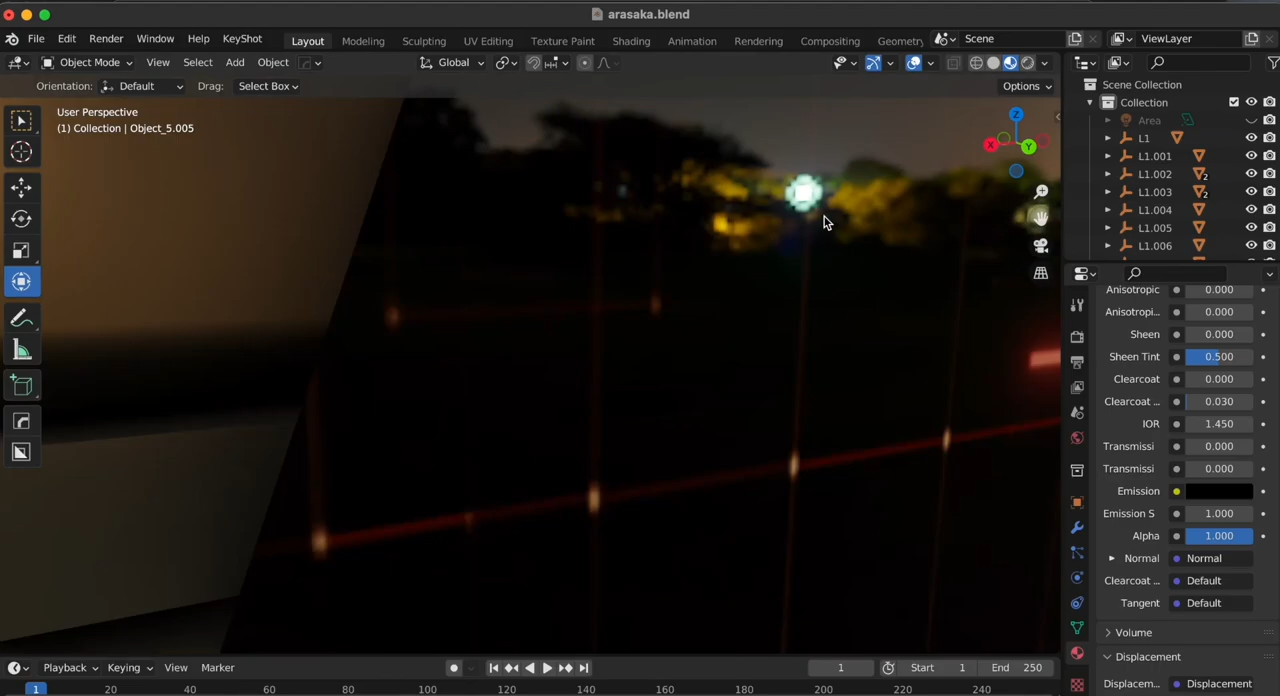 arasaka.blend
File Edit Render Window Help KeyShot Layout Modeling Sculpting UV Editing Texture Paint Shading Animation Rendering Compositing Geometry Scene ViewLayer
Object Mode View Select Add Object Global
Orientation: Default Drag: Select Box Options
User Perspective
(1) Collection | Object_5.005
Z
X
Y
Scene Collection
Collection
Area
L1
L1.001
L1.002 2
L1.003 2
L1.004
L1.005
L1.006
Anisotropic 0.000
Anisotropi... 0.000
Sheen 0.000
Sheen Tint 0.500
Clearcoat 0.000
Clearcoat ... 0.030
IOR 1.450
Transmissi 0.000
Transmissi 0.000
Emission
Emission S 1.000
Alpha 1.000
Normal Normal
Clearcoat ... Default
Tangent Default
Volume
Displacement
Displacem... Displacement
Playback Keying View Marker 1 Start 1 End 250
1 20 40 60 80 100 120 140 160 180 200 220 240